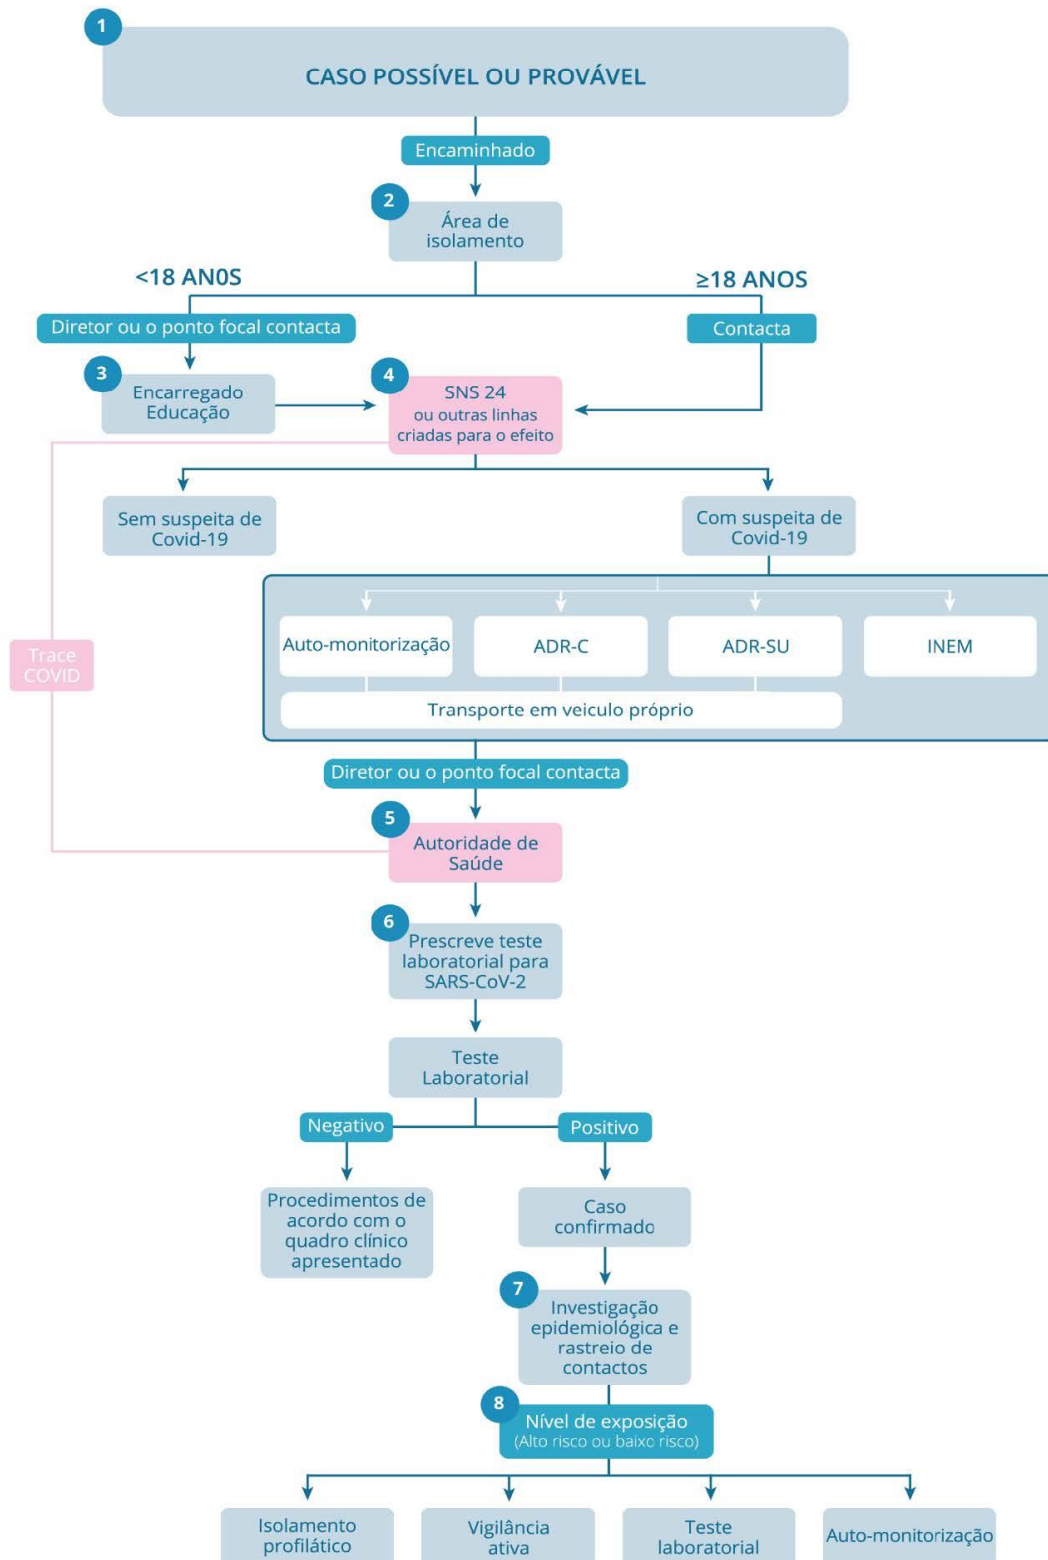 1
CASO POSSÍVEL OU PROVÁVEL
Encaminhado
2
Área de
isolamento
<18 AN0S
≥18 ANOS
Diretor ou o ponto focal contacta
Contacta
3
Encarregado
Educação
4
SNS 24
ou outras linhas
criadas para o efeito
Sem suspeita de
Covid-19
Com suspeita de
Covid-19
Trace
COVID
Auto-monitorização
ADR-C
ADR-SU
INEM
Transporte em veiculo próprio
Diretor ou o ponto focal contacta
5
Autoridade de
Saúde
6
Prescreve teste
laboratorial para
SARS-CoV-2
Teste
Laboratorial
Negativo
Positivo
Procedimentos de
acordo com o
quadro clínico
apresentado
Caso
confirmado
7
Investigação
epidemiológica e
rastreio de
contactos
8
Nível de exposição
(Alto risco ou baixo risco)
Isolamento
profilático
Vigilância
ativa
Teste
laboratorial
Auto-monitorização